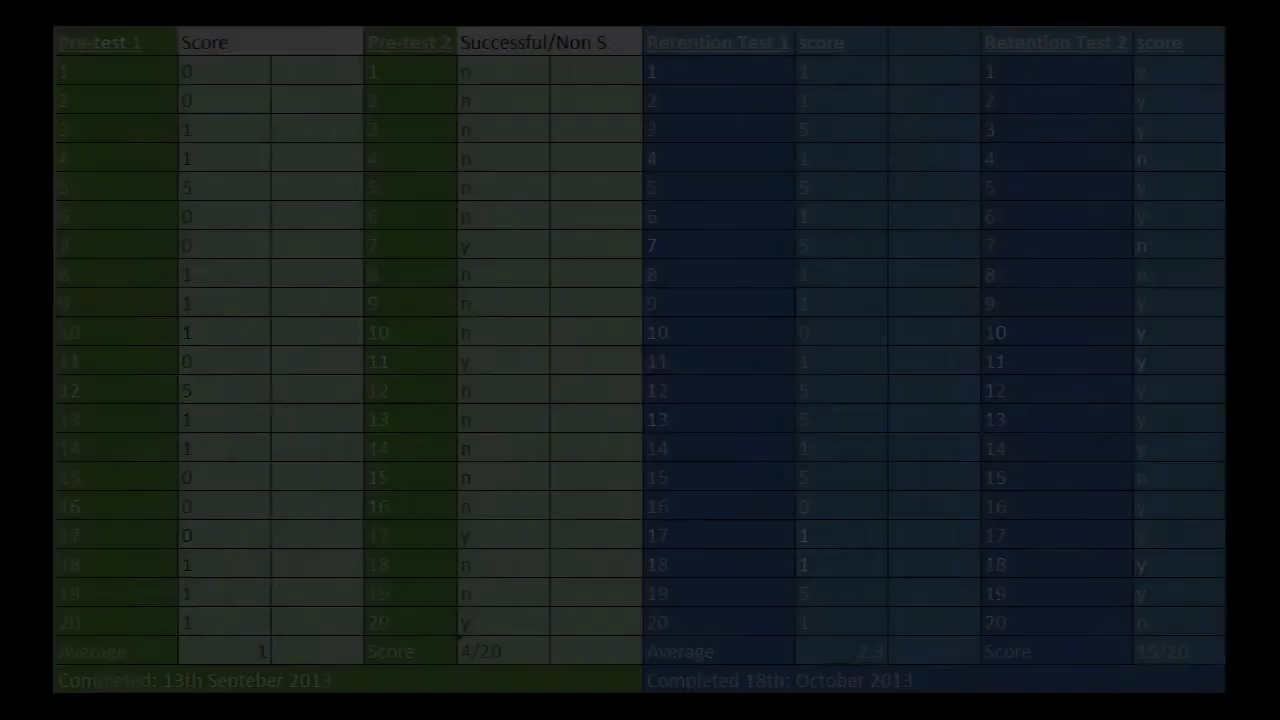 Pre-test 1 Score Pre-test 2 Successful/Non S. Retention Test 1 score Retention Test 2 score
1 0 1 n 1 1 1 y
2 0 2 n 2 1 2 y
3 1 3 n 3 5 3 y
4 1 4 n 4 1 4 n
5 5 5 n 5 5 5 y
6 0 6 n 6 1 6 y
7 0 7 y 7 5 7 n
8 1 8 n 8 1 8 n
9 1 9 n 9 1 9 y
10 1 10 n 10 0 10 y
11 0 11 y 11 1 11 y
12 5 12 n 12 5 12 y
13 1 13 n 13 5 13 y
14 1 14 n 14 1 14 y
15 0 15 n 15 5 15 n
16 0 16 n 16 0 16 y
17 0 17 y 17 1 17 y
18 1 18 n 18 1 18 y
19 1 19 n 19 5 19 y
20 1 20 y 20 1 20 n
Average 1 Score 4/20 Average 2.3 Score 15/20
Completed: 13th Septeber 2013 Completed 18th: October 2013